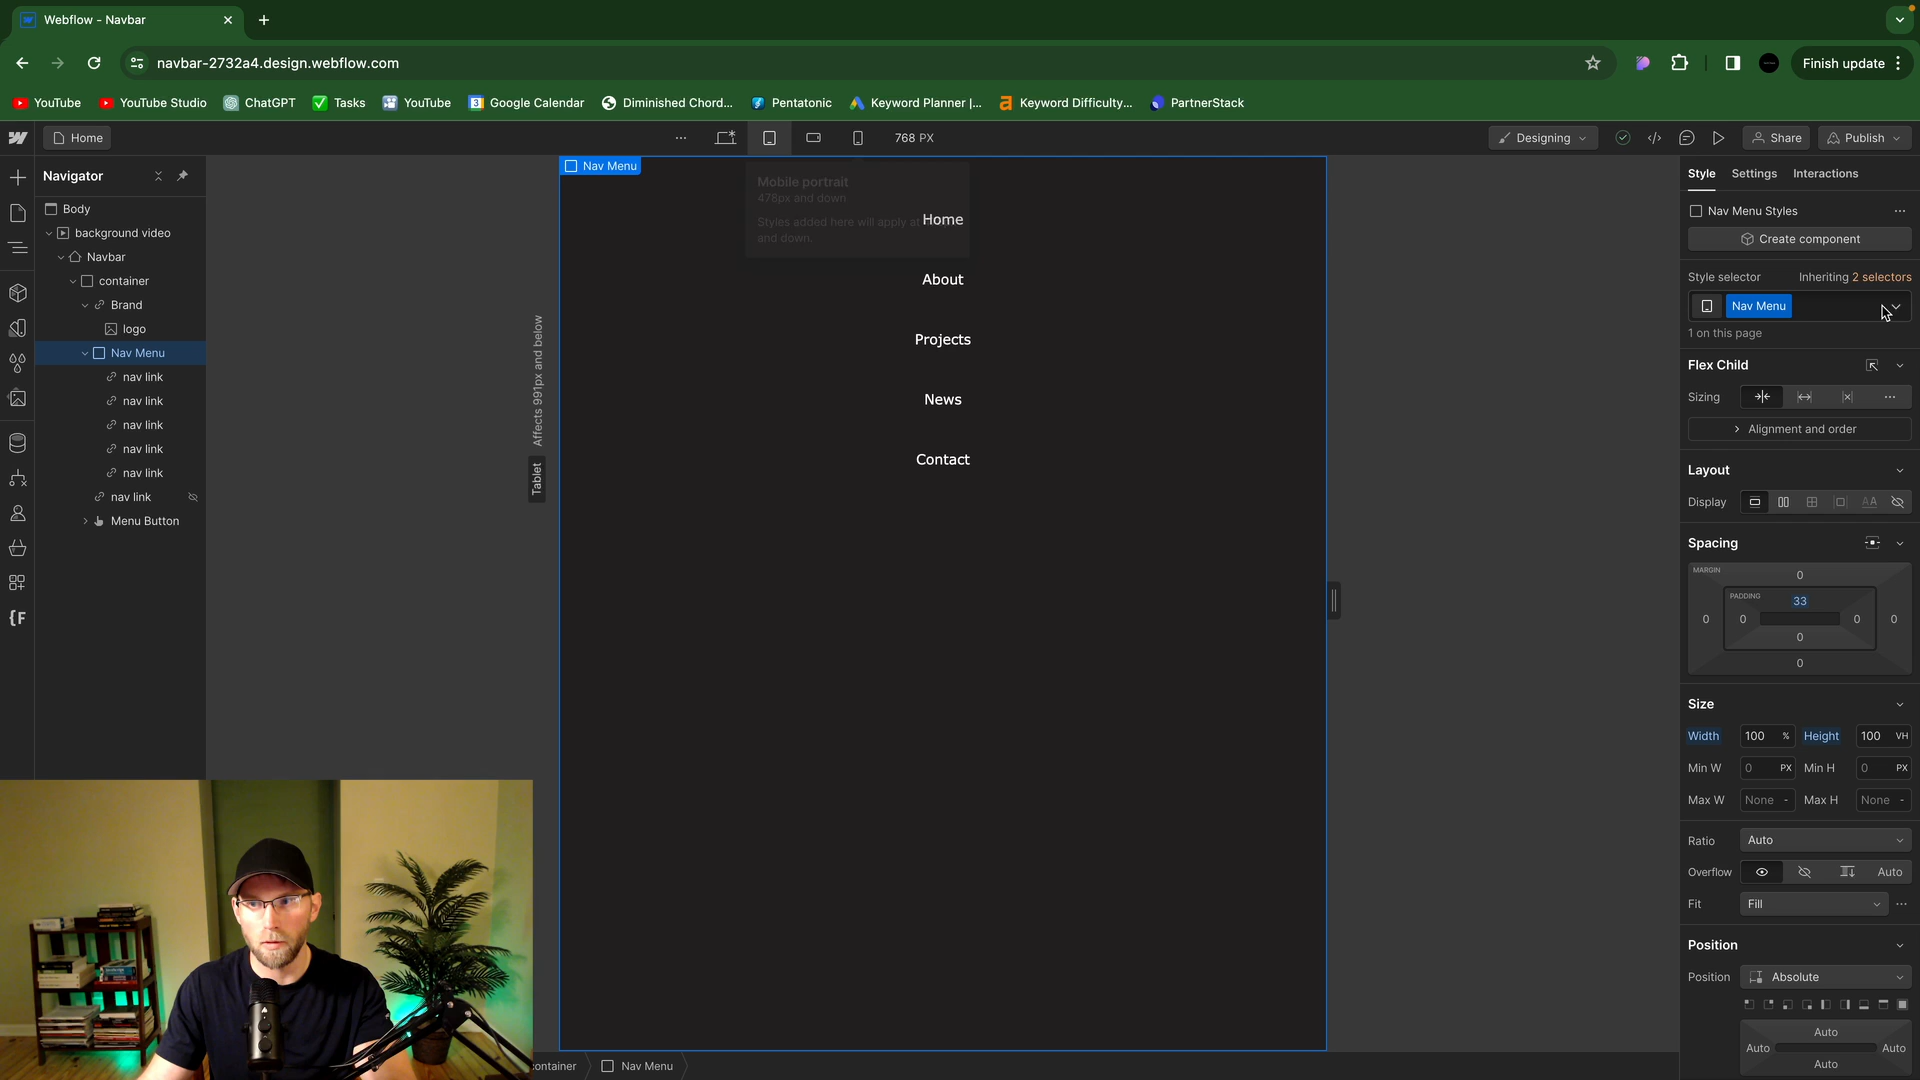 Webflow - Navbar
navbar-2732a4.design.webflow.com
Finish update
YouTube
YouTube Studio
ChatGPT
Tasks
YouTube
Google Calendar
Diminished Chord...
Pentatonic
Keyword Planner |...
Keyword Difficulty...
PartnerStack
Home
768 PX
Designing
Share
Publish
Navigator
Body
background video
Navbar
container
Brand
logo
Nav Menu
nav link
nav link
nav link
nav link
nav link
nav link
Menu Button
Affects 991px and below
Tablet
Nav Menu
Mobile portrait
478px and down
Styles added here will apply at
and down.
Home
About
Projects
News
Contact
container
Nav Menu
Style
Settings
Interactions
Nav Menu Styles
Create component
Style selector
Inheriting 2 selectors
Nav Menu
1 on this page
Flex Child
Sizing
Alignment and order
Layout
Display
Spacing
MARGIN
0
PADDING
33
0
0
0
0
0
0
Size
Width
100 %
Height
100 VH
Min W
0 PX
Min H
0 PX
Max W
None -
Max H
None -
Ratio
Auto
Overflow
Auto
Fit
Fill
Position
Position
Absolute
Auto
Auto
Auto
Auto